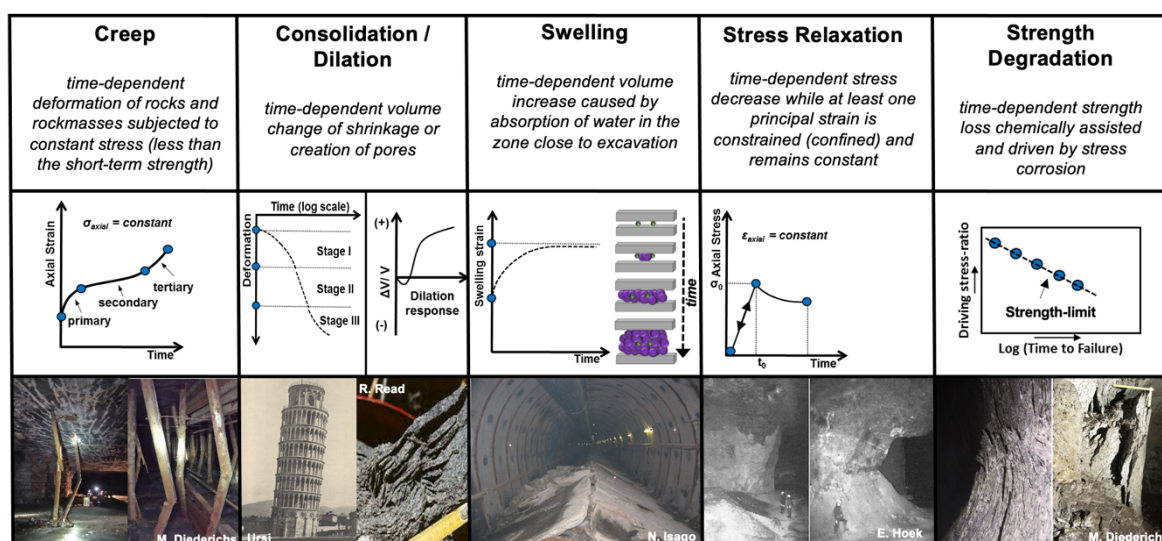 Creep
time-dependent
deformation of rocks and
rockmasses subjected to
constant stress (less than
the short-term strength)
Consolidation /
Dilation
time-dependent volume
change of shrinkage or
creation of pores
Swelling
time-dependent volume
increase caused by
absorption of water in the
zone close to excavation
Stress Relaxation
time-dependent stress
decrease while at least one
principal strain is
constrained (confined) and
remains constant
Strength
Degradation
time-dependent strength
loss chemically assisted
and driven by stress
corrosion
Axial Strain
σaxial = constant
primary
secondary
tertiary
Time
Time (log scale)
Deformation
Stage I
Stage II
Stage III
(+)
ΔV/ V
(-)
Dilation
response
Swelling strain
Time
time
Axial Stress
σ0
εaxial = constant
t0
Time
Driving stress-ratio
Strength-limit
Log (Time to Failure)
M. Diederichs
Ursi
R. Read
N. Isago
E. Hoek
M. Diederich